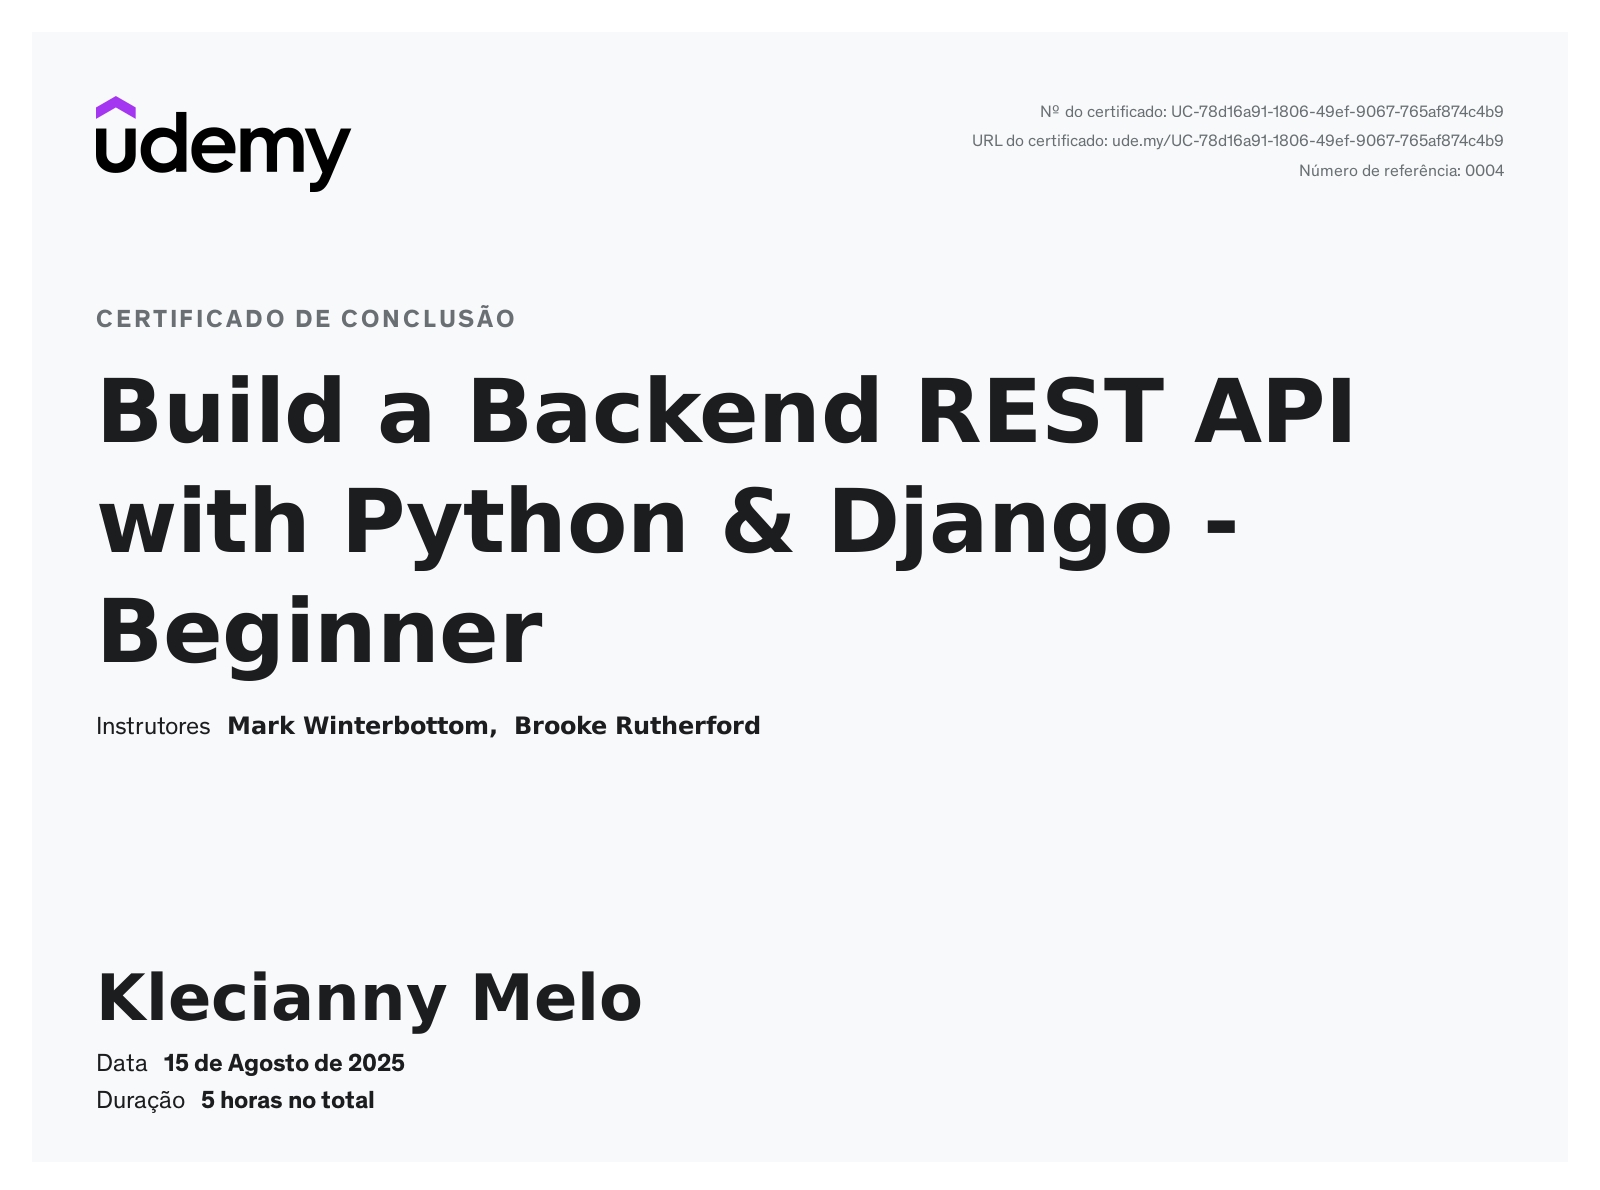 udemy
Nº do certificado: UC-78d16a91-1806-49ef-9067-765af874c4b9
URL do certificado: ude.my/UC-78d16a91-1806-49ef-9067-765af874c4b9
Número de referência: 0004
CERTIFICADO DE CONCLUSÃO
Build a Backend REST API
with Python & Django -
Beginner
Instrutores Mark Winterbottom, Brooke Rutherford
Klecianny Melo
Data 15 de Agosto de 2025
Duração 5 horas no total